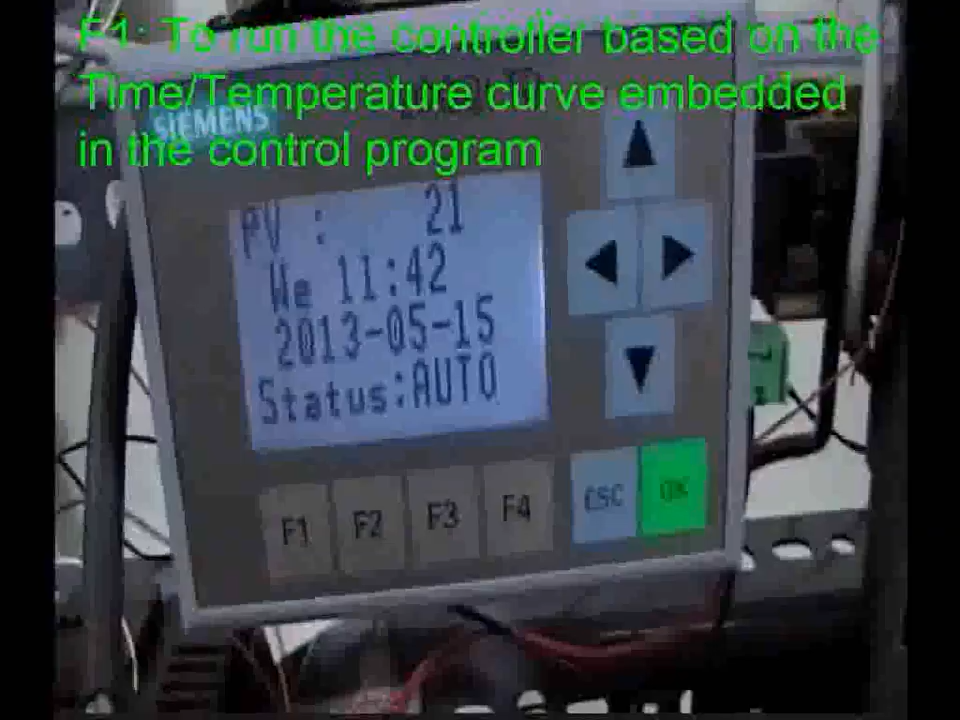 F1: To run the controller based on the
Time/Temperature curve embedded
in the control program
SIEMENS
PV : 21
We 11:42
2013-05-15
Status:AUTO
F1 F2 F3 F4
ESC OK